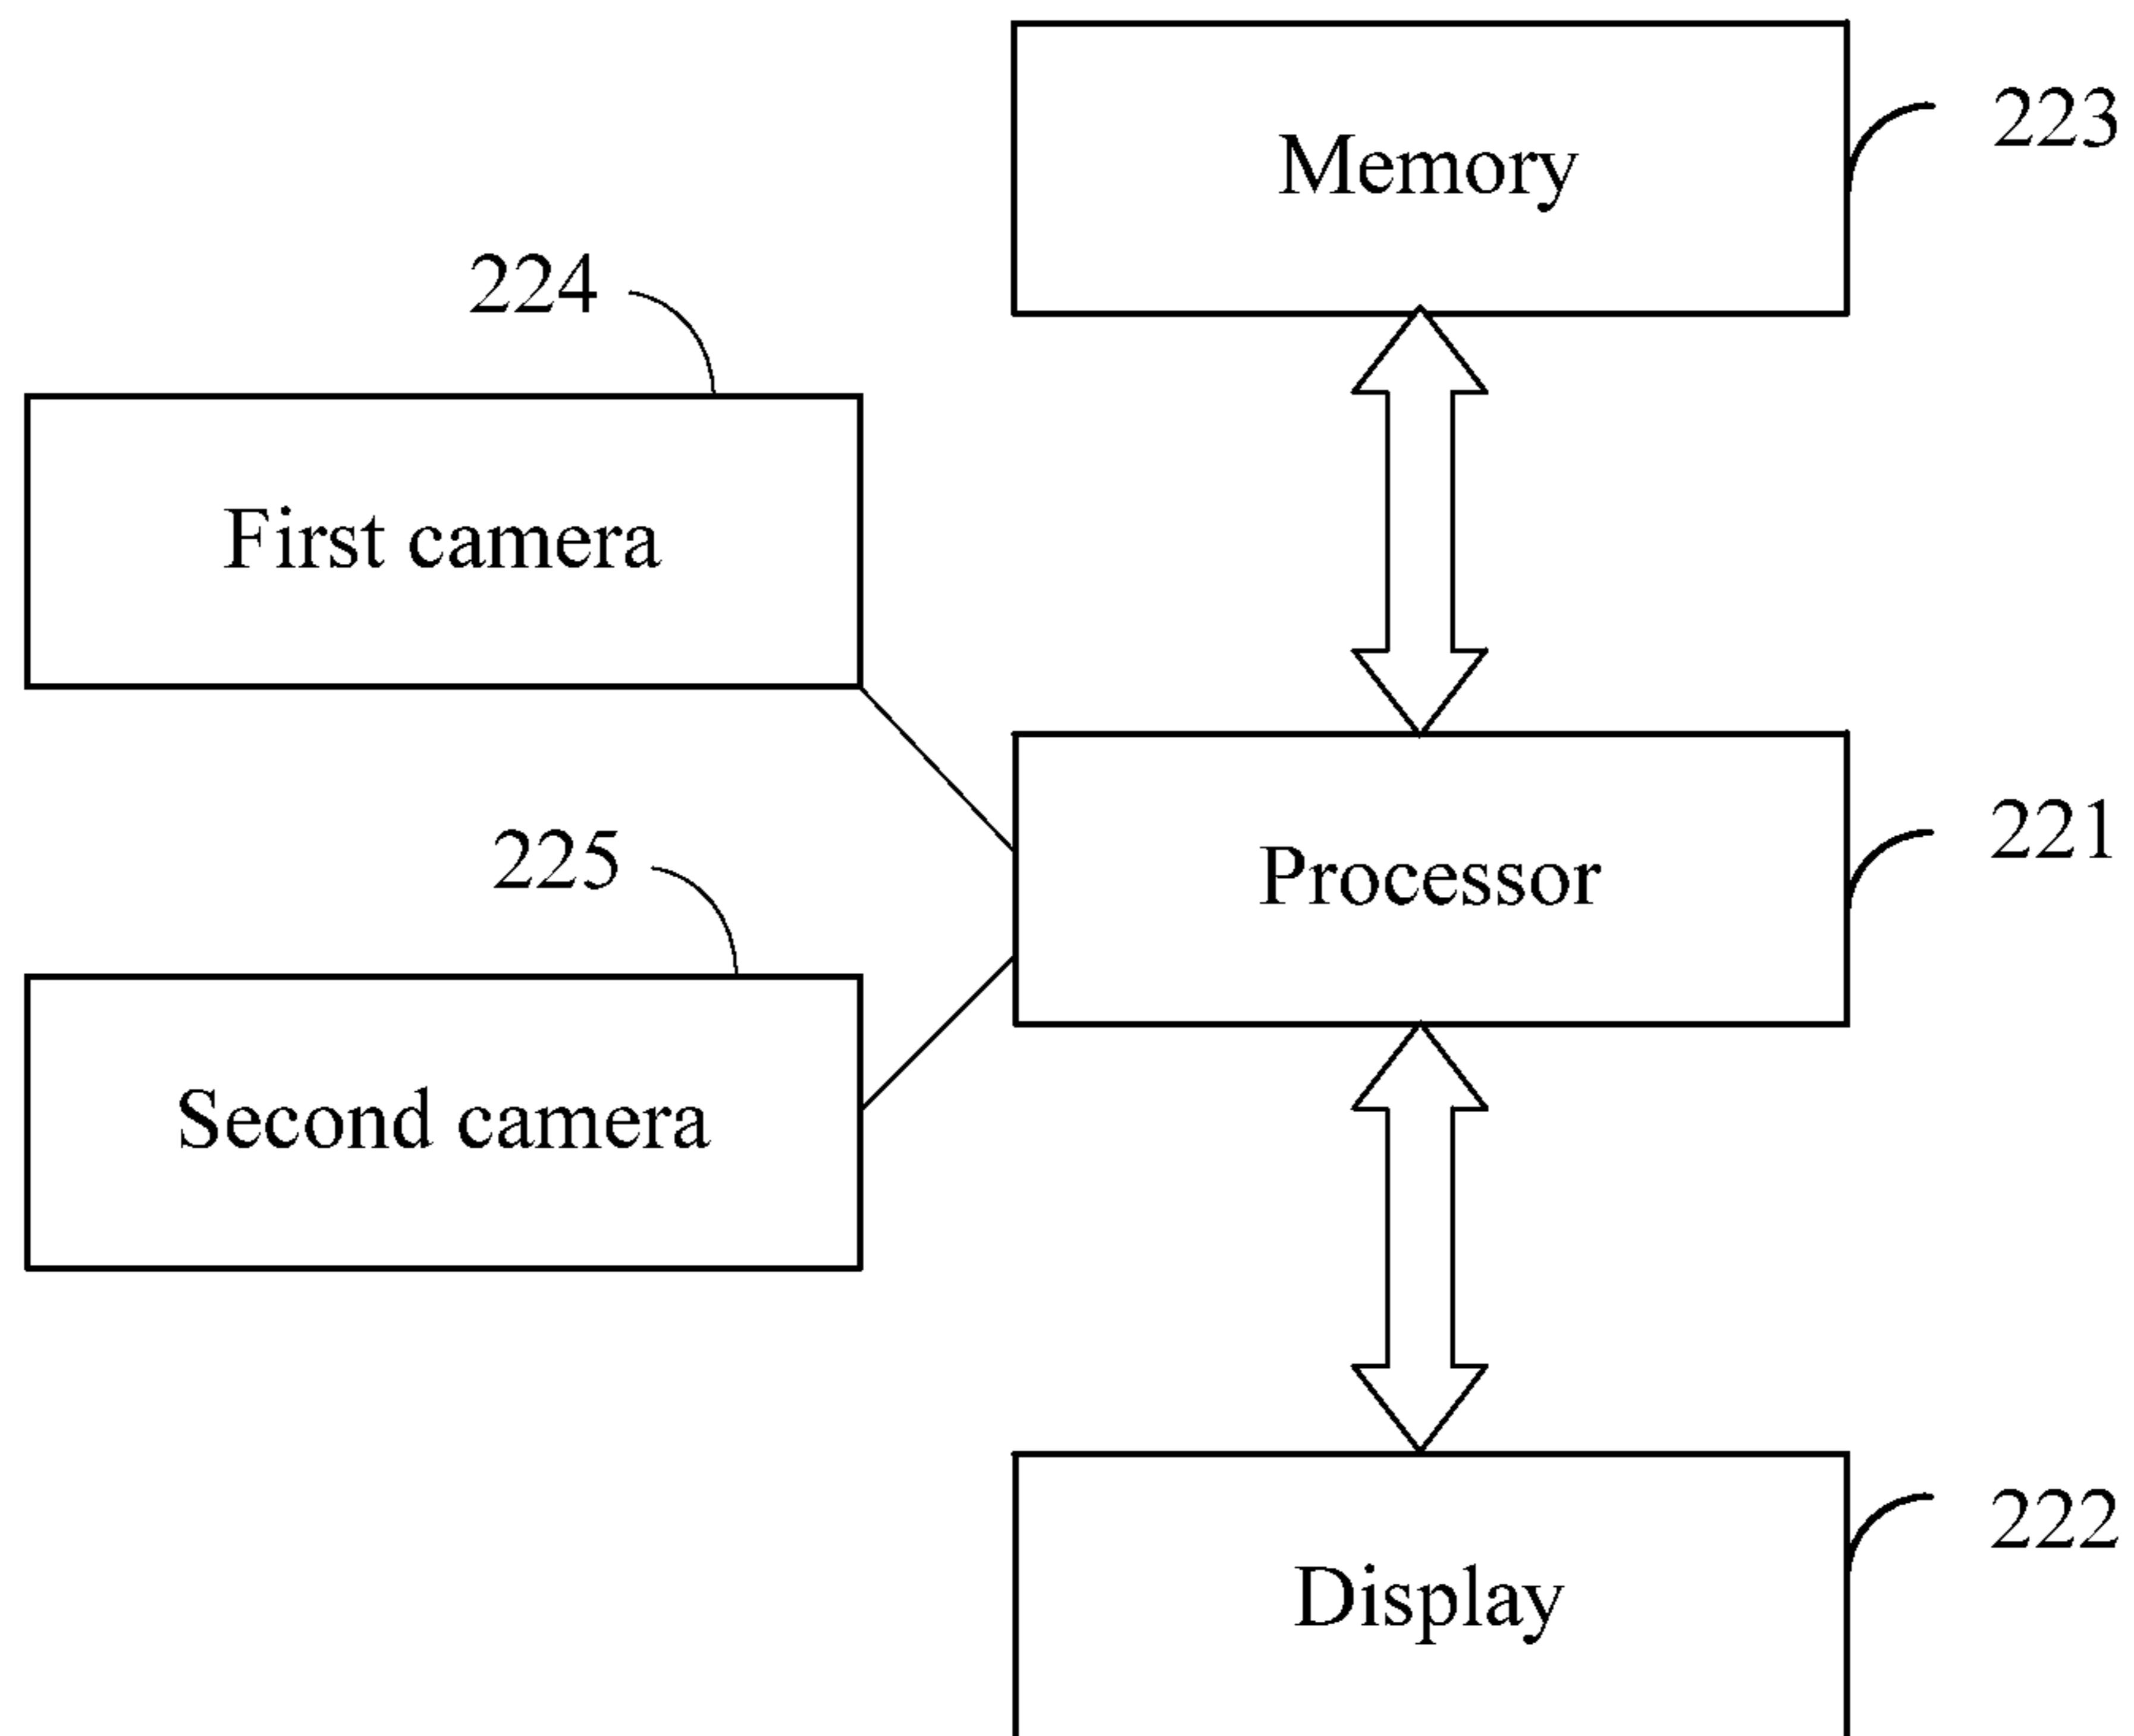 Memory
223
224
First camera
225
Processor
221
Second camera
Display
222